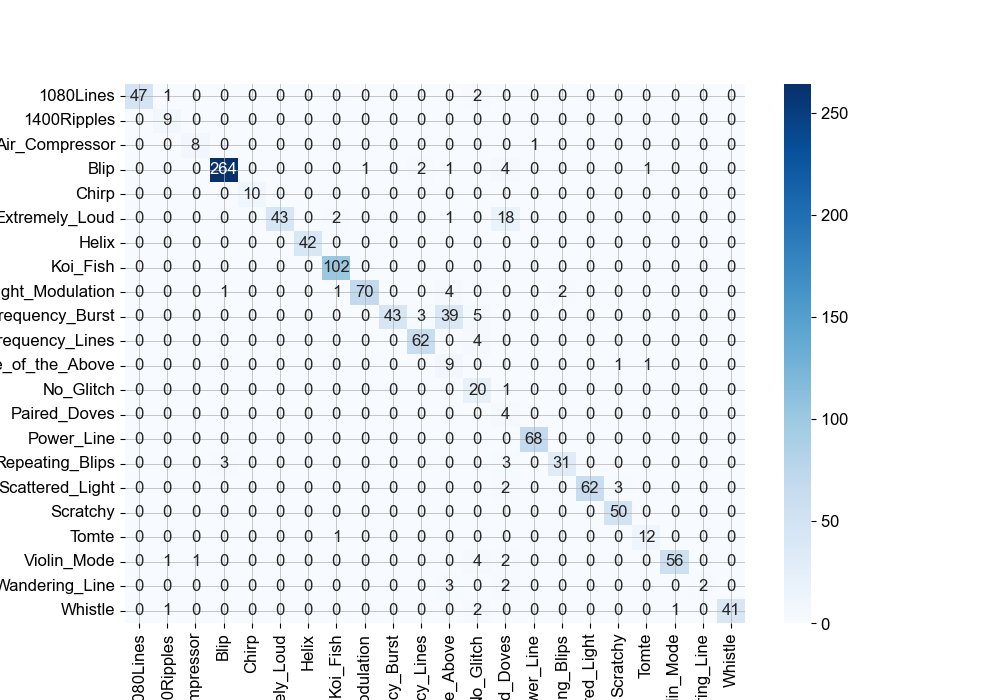 1080Lines 47 1 0 0 0 0 0 0 0 0 0 0 2 0 0 0 0 0 0 0 0 0
1400Ripples 0 9 0 0 0 0 0 0 0 0 0 0 0 0 0 0 0 0 0 0 0 0
Air_Compressor 0 0 8 0 0 0 0 0 0 0 0 0 0 0 1 0 0 0 0 0 0 0
Blip 0 0 0 264 0 0 0 0 1 0 2 1 0 4 0 0 0 0 1 0 0 0
Chirp 0 0 0 0 10 0 0 0 0 0 0 0 0 0 0 0 0 0 0 0 0 0
Extremely_Loud 0 0 0 0 0 43 0 2 0 0 0 1 0 18 0 0 0 0 0 0 0 0
Helix 0 0 0 0 0 0 42 0 0 0 0 0 0 0 0 0 0 0 0 0 0 0
Koi_Fish 0 0 0 0 0 0 0 102 0 0 0 0 0 0 0 0 0 0 0 0 0 0
ght_Modulation 0 0 0 1 0 0 0 1 70 0 0 4 0 0 0 2 0 0 0 0 0 0
requency_Burst 0 0 0 0 0 0 0 0 0 43 3 39 5 0 0 0 0 0 0 0 0 0
requency_Lines 0 0 0 0 0 0 0 0 0 0 62 0 4 0 0 0 0 0 0 0 0 0
e_of_the_Above 0 0 0 0 0 0 0 0 0 0 0 9 0 0 0 0 0 1 1 0 0 0
No_Glitch 0 0 0 0 0 0 0 0 0 0 0 0 20 1 0 0 0 0 0 0 0 0
Paired_Doves 0 0 0 0 0 0 0 0 0 0 0 0 0 4 0 0 0 0 0 0 0 0
Power_Line 0 0 0 0 0 0 0 0 0 0 0 0 0 0 68 0 0 0 0 0 0 0
Repeating_Blips 0 0 0 3 0 0 0 0 0 0 0 0 0 3 0 31 0 0 0 0 0 0
Scattered_Light 0 0 0 0 0 0 0 0 0 0 0 0 0 2 0 0 62 3 0 0 0 0
Scratchy 0 0 0 0 0 0 0 0 0 0 0 0 0 0 0 0 0 50 0 0 0 0
Tomte 0 0 0 0 0 0 0 1 0 0 0 0 0 0 0 0 0 0 12 0 0 0
Violin_Mode 0 1 1 0 0 0 0 0 0 0 0 0 4 2 0 0 0 0 0 56 0 0
Wandering_Line 0 0 0 0 0 0 0 0 0 0 0 3 0 2 0 0 0 0 0 0 2 0
Whistle 0 1 0 0 0 0 0 0 0 0 0 0 2 0 0 0 0 0 0 1 0 41
080Lines
0Ripples
mpressor
Blip
Chirp
ely_Loud
Helix
Koi_Fish
odulation
cy_Burst
cy_Lines
e_Above
No_Glitch
d_Doves
wer_Line
ng_Blips
red_Light
Scratchy
Tomte
lin_Mode
ring_Line
Whistle
250
200
150
100
50
0